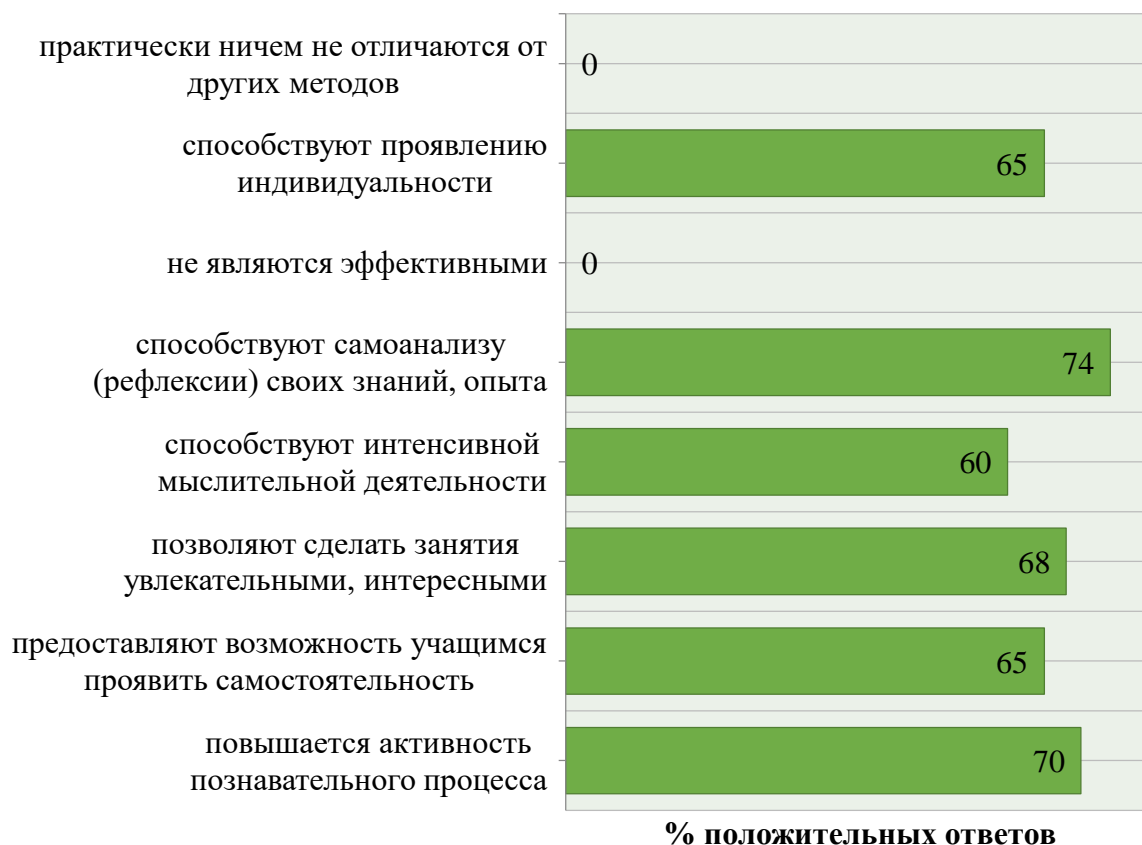 практически ничем не отличаются от
других методов
0
способствуют проявлению
индивидуальности
65
не являются эффективными
0
способствуют самоанализу
(рефлексии) своих знаний, опыта
74
способствуют интенсивной
мыслительной деятельности
60
позволяют сделать занятия
увлекательными, интересными
68
предоставляют возможность учащимся
проявить самостоятельность
65
повышается активность
познавательного процесса
70
% положительных ответов